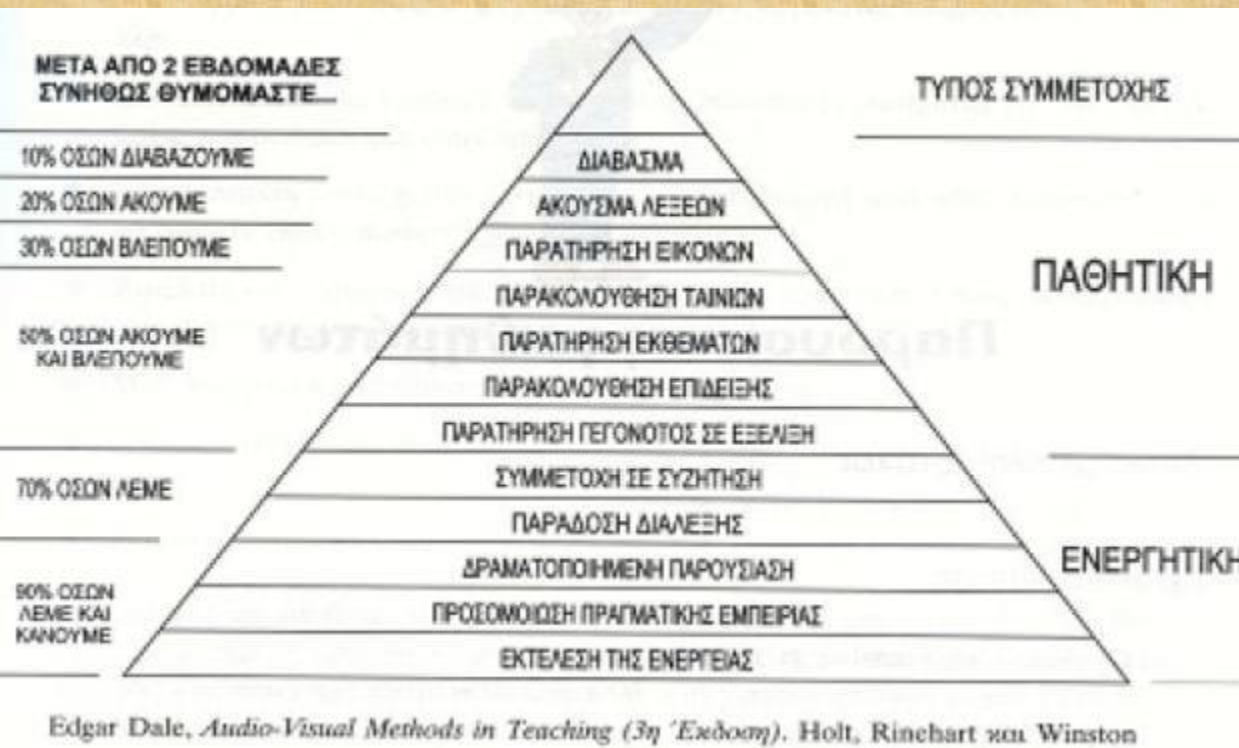 ΜΕΤΑ ΑΠΟ 2 ΕΒΔΟΜΑΔΕΣ
ΣΥΝΗΘΩΣ ΘΥΜΟΜΑΣΤΕ...
ΤΥΠΟΣ ΣΥΜΜΕΤΟΧΗΣ
10% ΟΣΩΝ ΔΙΑΒΑΖΟΥΜΕ
20% ΟΣΩΝ ΑΚΟΥΜΕ
30% ΟΣΩΝ ΒΛΕΠΟΥΜΕ
50% ΟΣΩΝ ΑΚΟΥΜΕ
ΚΑΙ ΒΛΕΠΟΥΜΕ
70% ΟΣΩΝ ΛΕΜΕ
90% ΟΣΩΝ
ΛΕΜΕ ΚΑΙ
ΚΑΝΟΥΜΕ
ΔΙΑΒΑΣΜΑ
ΑΚΟΥΣΜΑ ΛΕΞΕΩΝ
ΠΑΡΑΤΗΡΗΣΗ ΕΙΚΟΝΩΝ
ΠΑΡΑΚΟΛΟΥΘΗΣΗ ΤΑΙΝΙΩΝ
ΠΑΡΑΤΗΡΗΣΗ ΕΚΘΕΜΑΤΩΝ
ΠΑΡΑΚΟΛΟΥΘΗΣΗ ΕΠΙΔΕΙΞΗΣ
ΠΑΡΑΤΗΡΗΣΗ ΓΕΓΟΝΟΤΟΣ ΣΕ ΕΞΕΛΙΞΗ
ΣΥΜΜΕΤΟΧΗ ΣΕ ΣΥΖΗΤΗΣΗ
ΠΑΡΑΔΟΣΗ ΔΙΑΛΕΞΗΣ
ΔΡΑΜΑΤΟΠΟΙΗΜΕΝΗ ΠΑΡΟΥΣΙΑΣΗ
ΠΡΟΣΟΜΟΙΩΣΗ ΠΡΑΓΜΑΤΙΚΗΣ ΕΜΠΕΙΡΙΑΣ
ΕΚΤΕΛΕΣΗ ΤΗΣ ΕΝΕΡΓΕΙΑΣ
ΠΑΘΗΤΙΚΗ
ΕΝΕΡΓΗΤΙΚΗ
Edgar Dale, Audio-Visual Methods in Teaching (3η Έκδοση). Holt, Rinehart και Winston